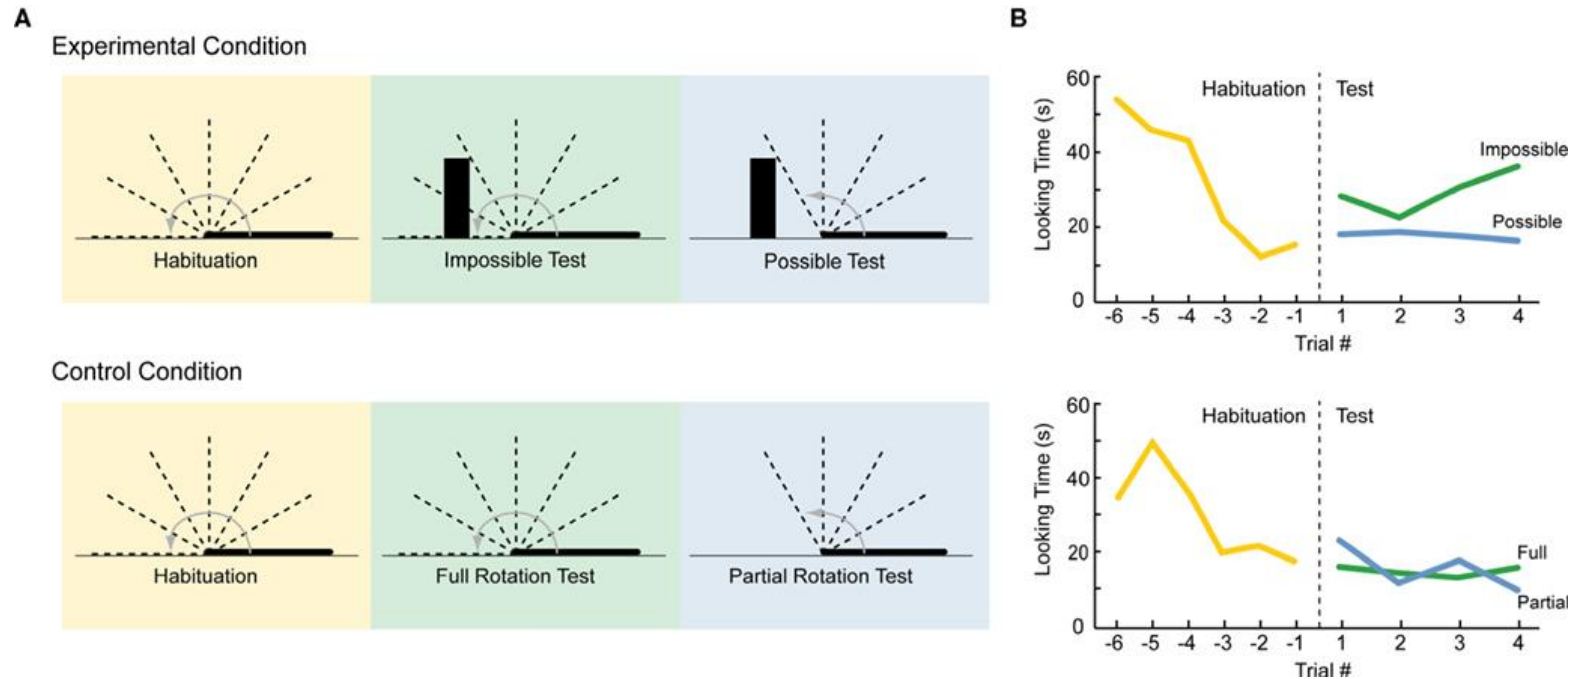 A
Experimental Condition
Habituation
Impossible Test
Possible Test
Control Condition
Habituation
Full Rotation Test
Partial Rotation Test
B
Looking Time (s)
60
40
20
0
Habituation
Test
Impossible
Possible
-6 -5 -4 -3 -2 -1 1 2 3 4
Trial #
Looking Time (s)
60
40
20
0
Habituation
Test
Full
Partial
-6 -5 -4 -3 -2 -1 1 2 3 4
Trial #